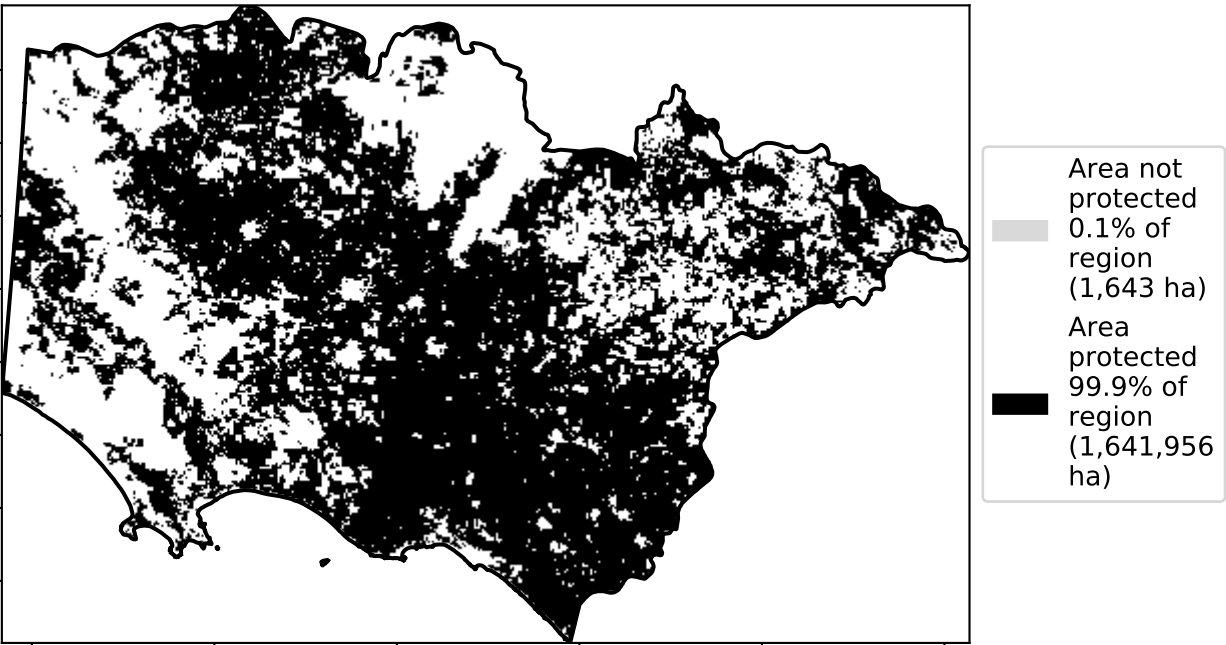 Area not
protected
0.1% of
region
(1,643 ha)
Area
protected
99.9% of
region
(1,641,956
ha)